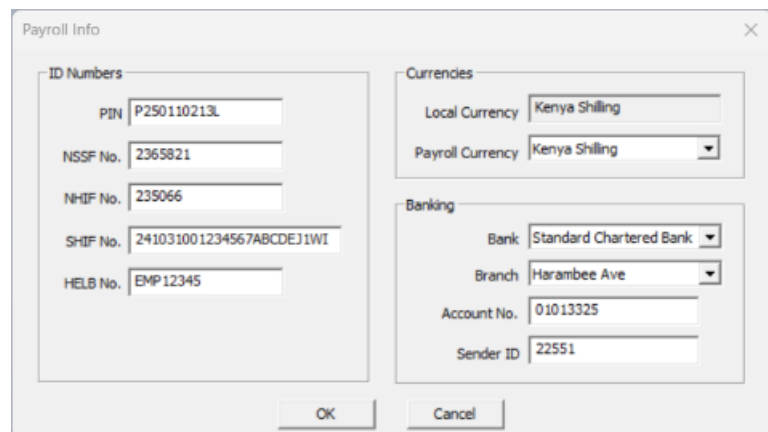 Payroll Info
ID Numbers
PIN P250110213L
NSSF No. 2365821
NHIF No. 235066
SHIF No. 241031001234567ABCDEJ1WI
HELB No. EMP12345
Currencies
Local Currency Kenya Shilling
Payroll Currency Kenya Shilling
Banking
Bank Standard Chartered Bank
Branch Harambee Ave
Account No. 01013325
Sender ID 22551
OK Cancel